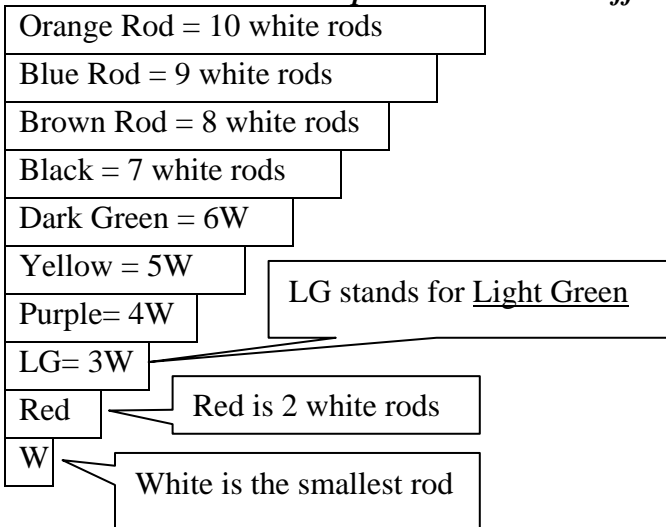 Orange Rod = 10 white rods
Blue Rod = 9 white rods
Brown Rod = 8 white rods
Black = 7 white rods
Dark Green = 6W
Yellow = 5W
LG stands for Light Green
Purple= 4W
LG= 3W
Red
Red is 2 white rods
W
White is the smallest rod